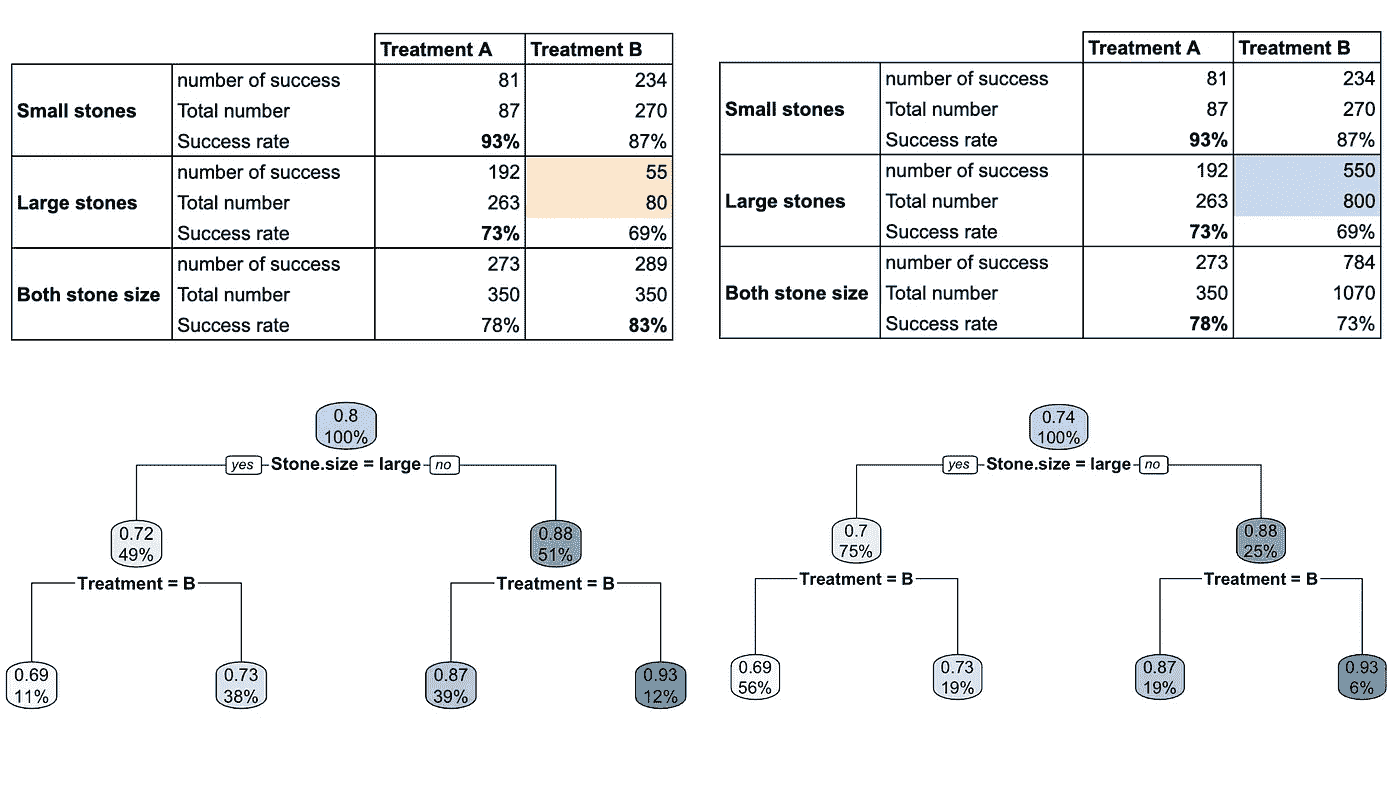 Treatment A Treatment B
Small stones
number of success 81 234
Total number 87 270
Success rate 93% 87%
Large stones
number of success 192 55
Total number 263 80
Success rate 73% 69%
Both stone size
number of success 273 289
Total number 350 350
Success rate 78% 83%
Treatment A Treatment B
Small stones
number of success 81 234
Total number 87 270
Success rate 93% 87%
Large stones
number of success 192 550
Total number 263 800
Success rate 73% 69%
Both stone size
number of success 273 784
Total number 350 1070
Success rate 78% 73%
0.8
100%
yes Stone.size = large no
0.72
49%
0.88
51%
Treatment = B
Treatment = B
0.69
11%
0.73
38%
0.87
39%
0.93
12%
0.74
100%
yes Stone.size = large no
0.7
75%
0.88
25%
Treatment = B
Treatment = B
0.69
56%
0.73
19%
0.87
19%
0.93
6%